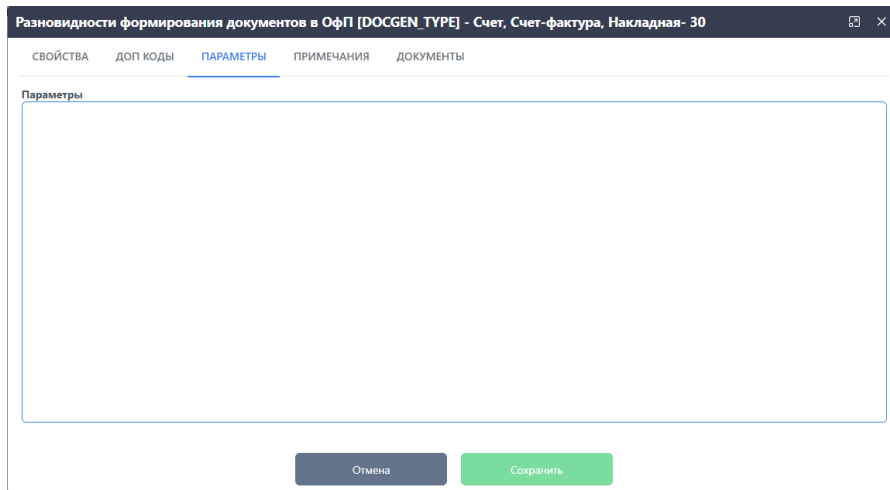 Разновидности формирования документов в ОфП [DOCGEN_TYPE] - Счет, Счет-фактура, Накладная- 30
СВОЙСТВА ДОП КОДЫ ПАРАМЕТРЫ ПРИМЕЧАНИЯ ДОКУМЕНТЫ
Параметры
Отмена Сохранить